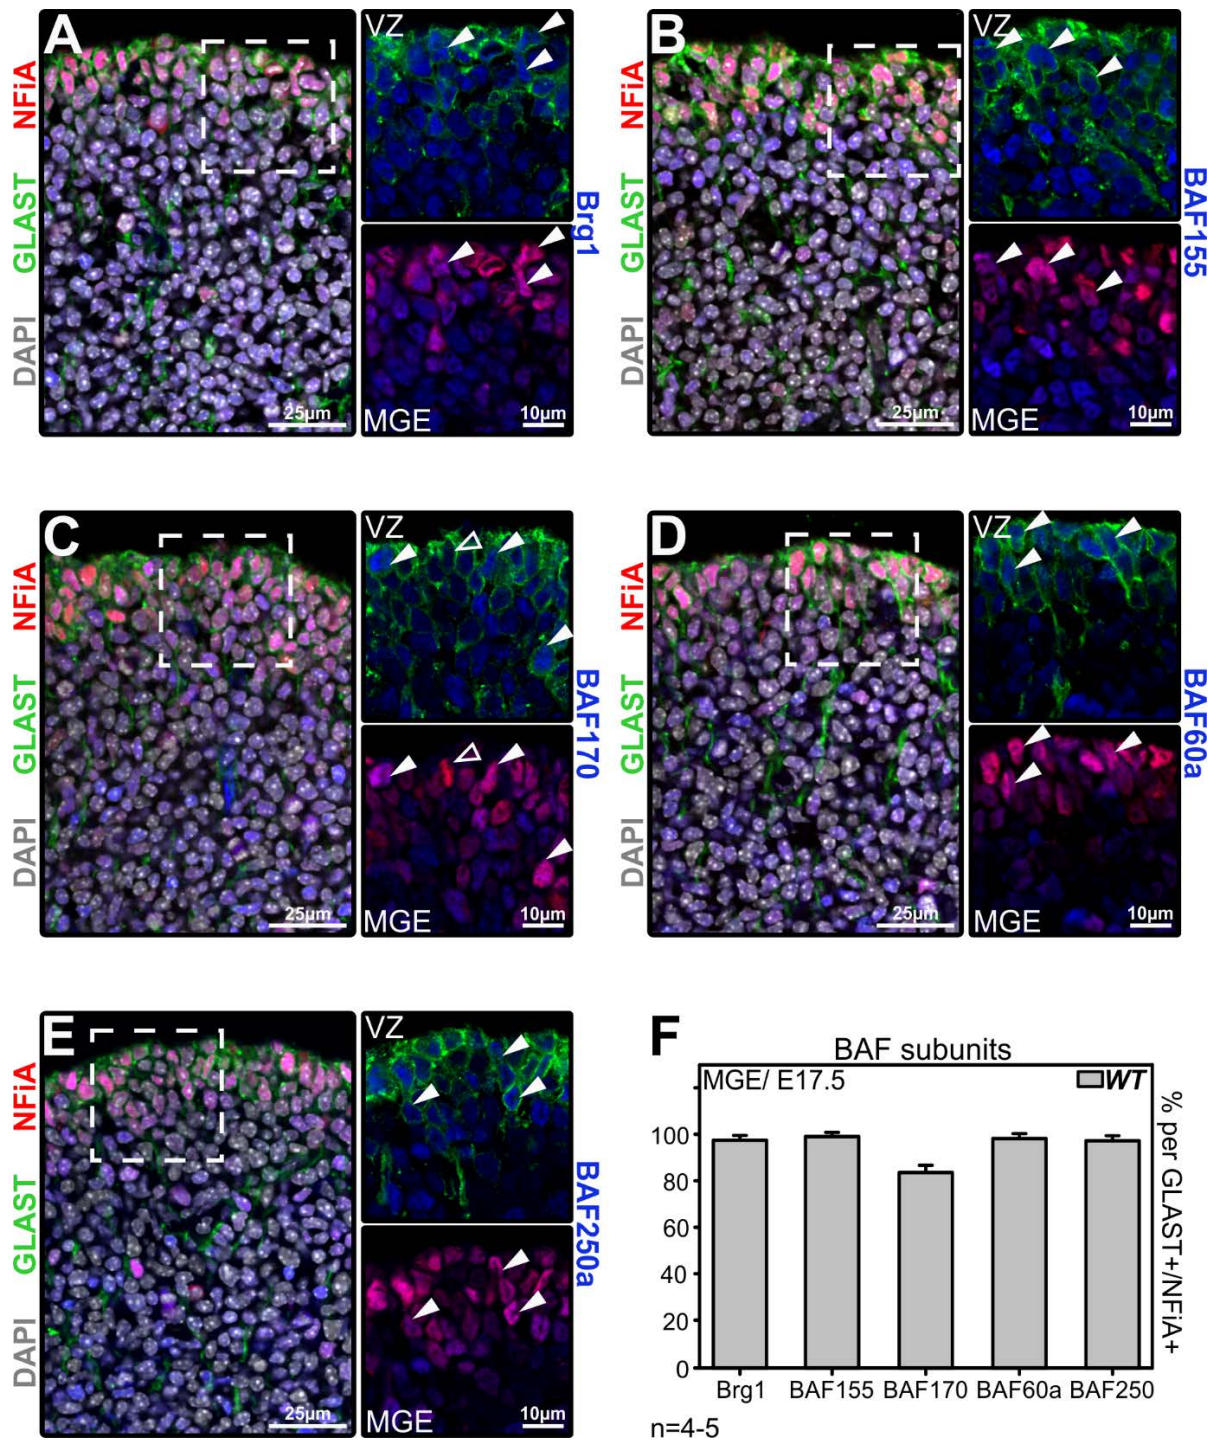 A
NFiA
GLAST
DAPI
25µm
VZ
Brg1
MGE
10µm
B
NFiA
GLAST
DAPI
25µm
VZ
BAF155
MGE
10µm
C
NFiA
GLAST
DAPI
25µm
VZ
BAF170
MGE
10µm
D
NFiA
GLAST
DAPI
25µm
VZ
BAF60a
MGE
10µm
E
NFiA
GLAST
DAPI
25µm
VZ
BAF250a
MGE
10µm
F
BAF subunits
MGE/ E17.5
WT
% per GLAST+/NFiA+
100
80
60
40
20
0
Brg1 BAF155 BAF170 BAF60a BAF250
n=4-5